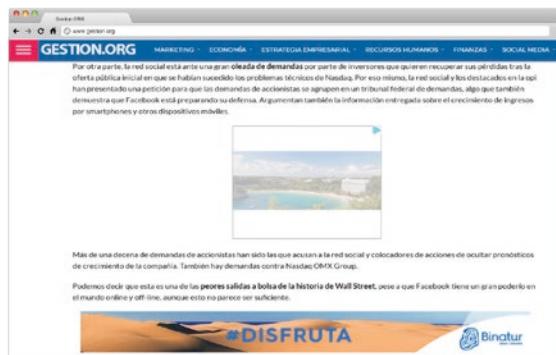 Gestion.ORG
www.gestion.org
GESTION.ORG
MARKETING
ECONOMÍA
ESTRATEGIA EMPRESARIAL
RECURSOS HUMANOS
FINANZAS
SOCIAL MEDIA
Por otra parte, la red social está ante una gran oleada de demandas por parte de inversores que quieren recuperar sus pérdidas tras la
oferta pública inicial en que se habían sucedido los problemas técnicos de Nasdaq. Por eso mismo, la red social y los destacados en la opi
han presentado una petición para que las demandas de accionistas se agrupen en un tribunal federal de demandas, algo que también
demuestra que Facebook está preparando su defensa. Argumentan también la información entregada sobre el crecimiento de ingresos
por smartphones y otros dispositivos móviles.
Más de una decena de demandas de accionistas han sido las que acusan a la red social y colocadores de acciones de ocultar pronósticos
de crecimiento de la compañía. También hay demandas contra Nasdaq OMX Group.
Podemos decir que esta es una de las peores salidas a bolsa de la historia de Wall Street, pese a que Facebook tiene un gran poderío en
el mundo online y off-line, aunque esto no parece ser suficiente.
#DISFRUTA
Binatur